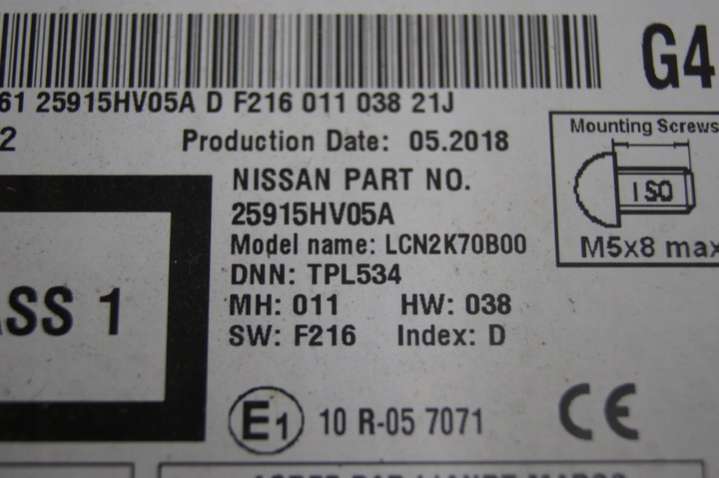 G4
61 25915HV05A D F216 011 038 21J
2
Production Date: 05.2018
Mounting Screws
ISO
M5x8 max
NISSAN PART NO.
25915HV05A
Model name: LCN2K70B00
DNN: TPL534
MH: 011 HW: 038
SW: F216 Index: D
ASS 1
E1 10 R-05 7071 CE